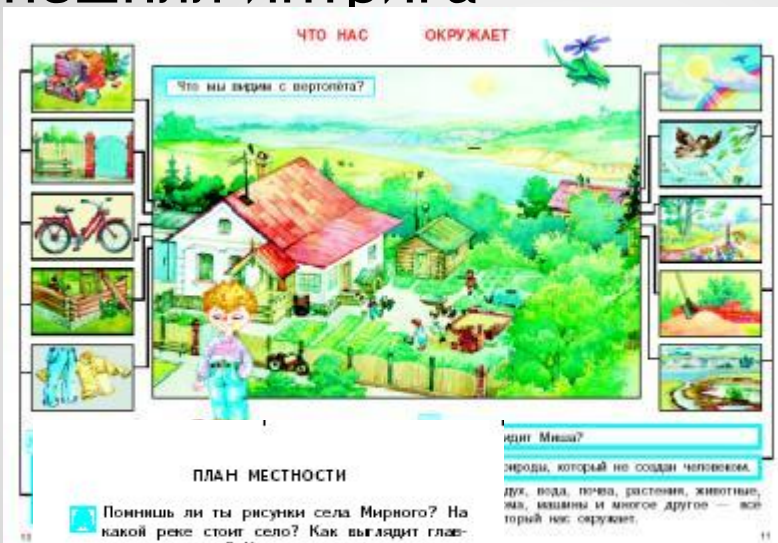 ЧТО НАС ОКРУЖАЕТ
Что мы видим с вертолёта?
идит Миша?
рироды, который не создан человеком.
дух, вода, почва, растения, животные,
ома, машины и многое другое — всё
торый нас окружает.
ПЛАН МЕСТНОСТИ
Помнишь ли ты рисунки села Мирного? На
какой реке стоит село? Как выглядит глав-
11